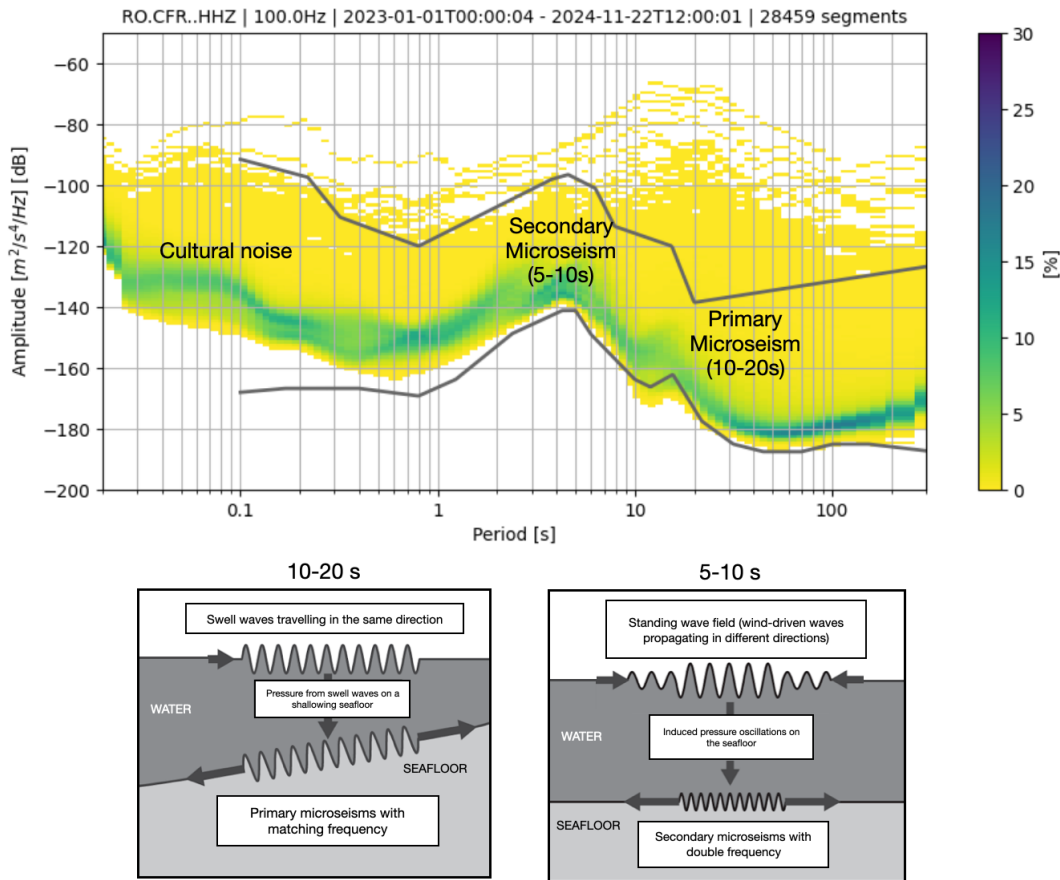 RO.CFR..HHZ | 100.0Hz | 2023-01-01T00:00:04 - 2024-11-22T12:00:01 | 28459 segments
−60
−80
−100
−120
−140
−160
−180
−200
Amplitude [m²/s⁴/Hz] [dB]
Cultural noise
Secondary
Microseism
(5-10s)
Primary
Microseism
(10-20s)
0.1
1
10
100
Period [s]
30
25
20
15
10
5
0
[%]
10-20 s
Swell waves travelling in the same direction
Pressure from swell waves on a
shallowing seafloor
WATER
SEAFLOOR
Primary microseisms with
matching frequency
5-10 s
Standing wave field (wind-driven waves
propagating in different directions)
WATER
Induced pressure oscillations on
the seafloor
SEAFLOOR
Secondary microseisms with
double frequency